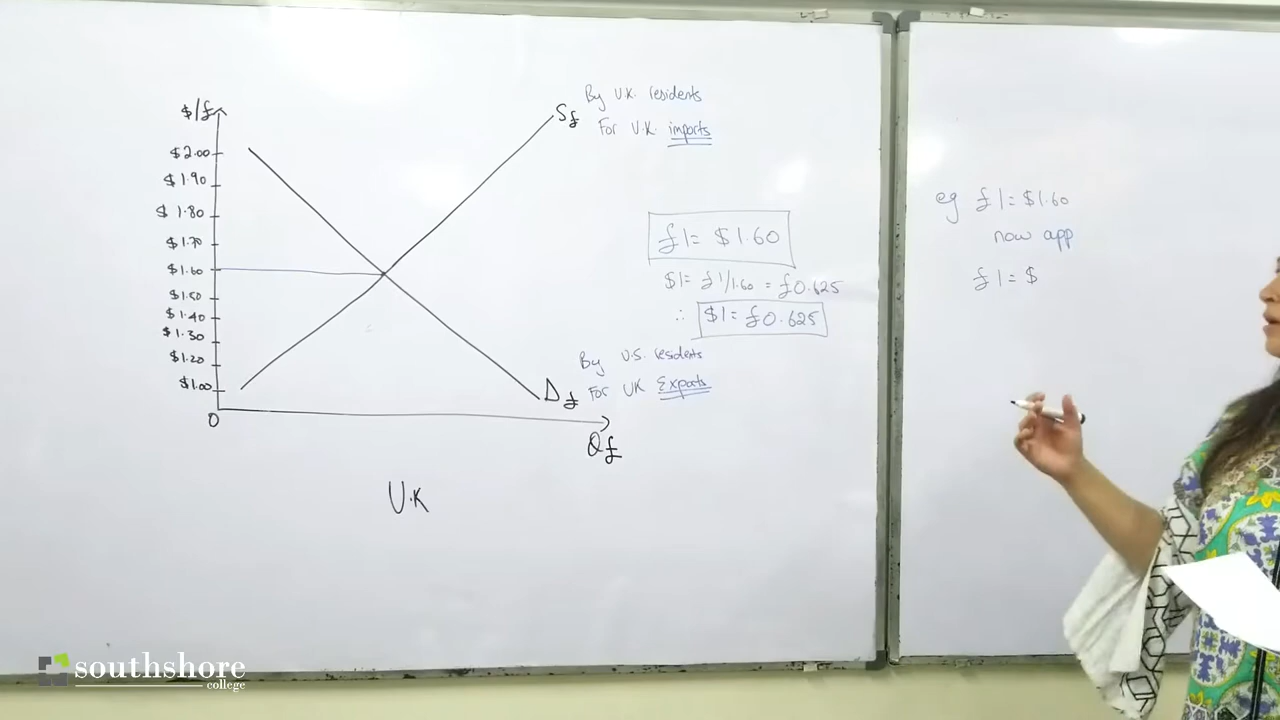 $/£
$2.00
$1.90
$1.80
$1.70
$1.60
$1.50
$1.40
$1.30
$1.20
$1.00
0
S£
By U.K. residents
For U.K. imports
£1 = $1.60
$1 = £1/1.60 = £0.625
∴ $1 = £0.625
By U.S. residents
For UK Exports
D£
Q£
U.K
eg £1 = $1.60
now app
£1 = $
southshore
college